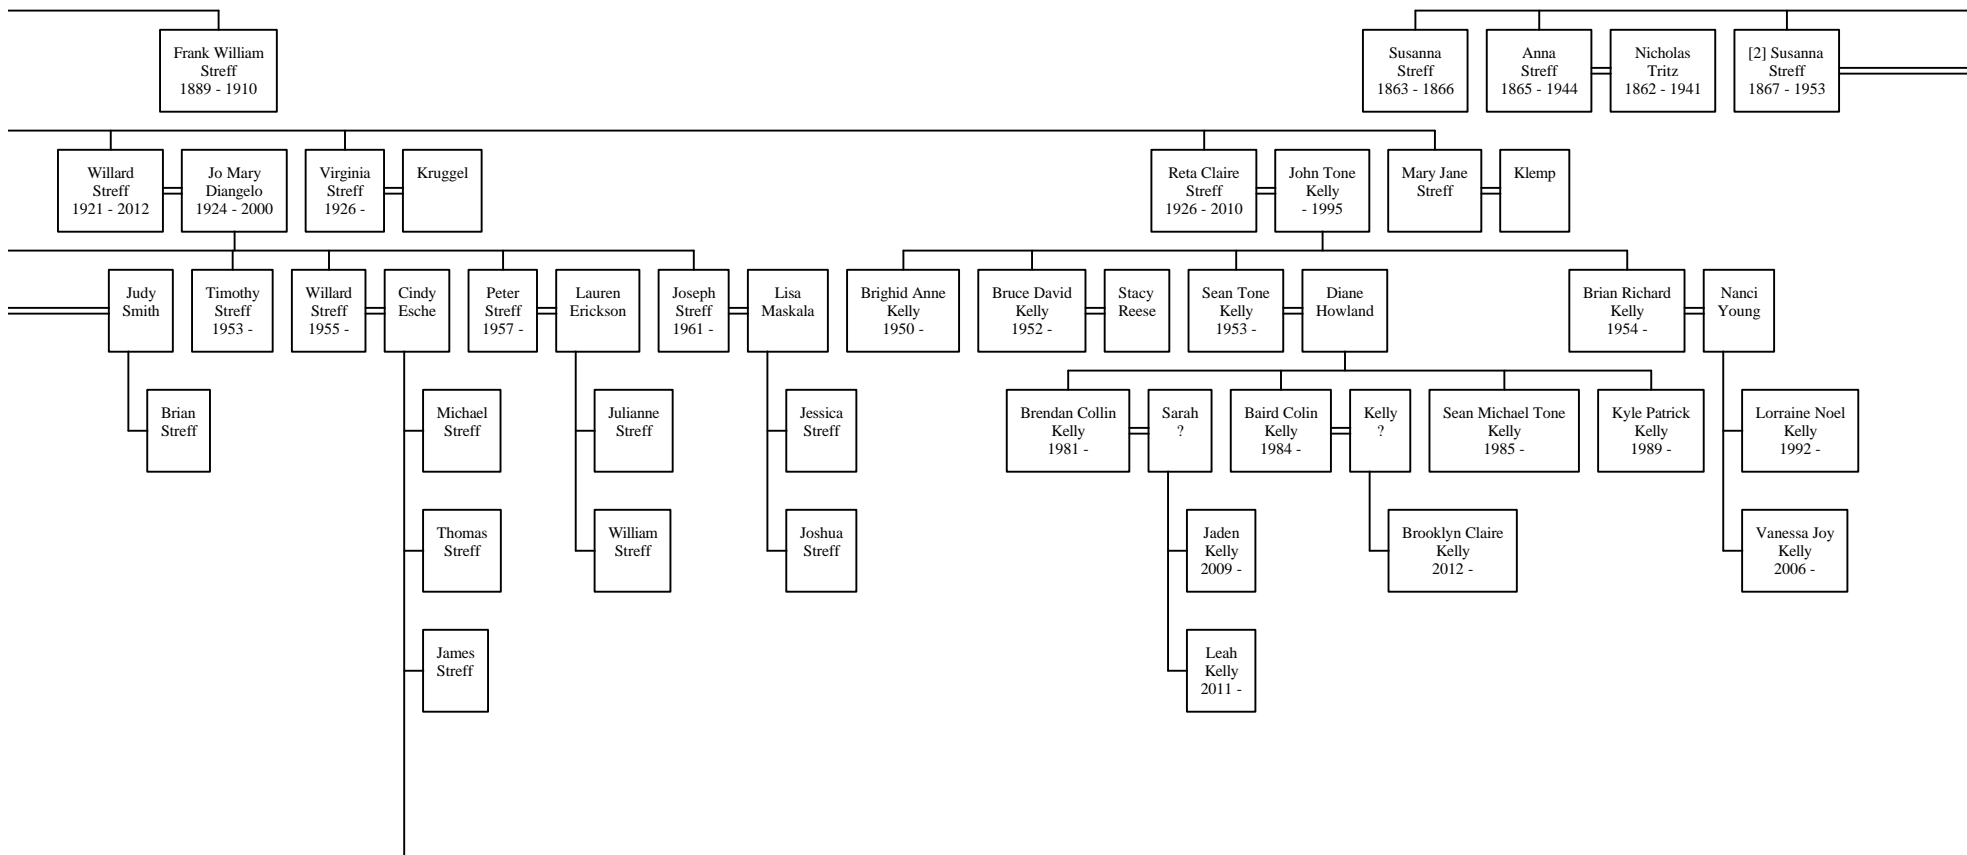 Frank William
Streff
1889 - 1910
Susanna
Streff
1863 - 1866
Anna
Streff
1865 - 1944
Nicholas
Tritz
1862 - 1941
[2] Susanna
Streff
1867 - 1953
Willard
Streff
1921 - 2012
Jo Mary
Diangelo
1924 - 2000
Virginia
Streff
1926 -
Kruggel
Reta Claire
Streff
1926 - 2010
John Tone
Kelly
- 1995
Mary Jane
Streff
Klemp
Judy
Smith
Timothy
Streff
1953 -
Willard
Streff
1955 -
Cindy
Esche
Peter
Streff
1957 -
Lauren
Erickson
Joseph
Streff
1961 -
Lisa
Maskala
Brighid Anne
Kelly
1950 -
Bruce David
Kelly
1952 -
Stacy
Reese
Sean Tone
Kelly
1953 -
Diane
Howland
Brian Richard
Kelly
1954 -
Nanci
Young
Brian
Streff
Michael
Streff
Julianne
Streff
Jessica
Streff
Brendan Collin
Kelly
1981 -
Sarah
?
Baird Colin
Kelly
1984 -
Kelly
?
Sean Michael Tone
Kelly
1985 -
Kyle Patrick
Kelly
1989 -
Lorraine Noel
Kelly
1992 -
Thomas
Streff
William
Streff
Joshua
Streff
Jaden
Kelly
2009 -
Brooklyn Claire
Kelly
2012 -
Vanessa Joy
Kelly
2006 -
James
Streff
Leah
Kelly
2011 -